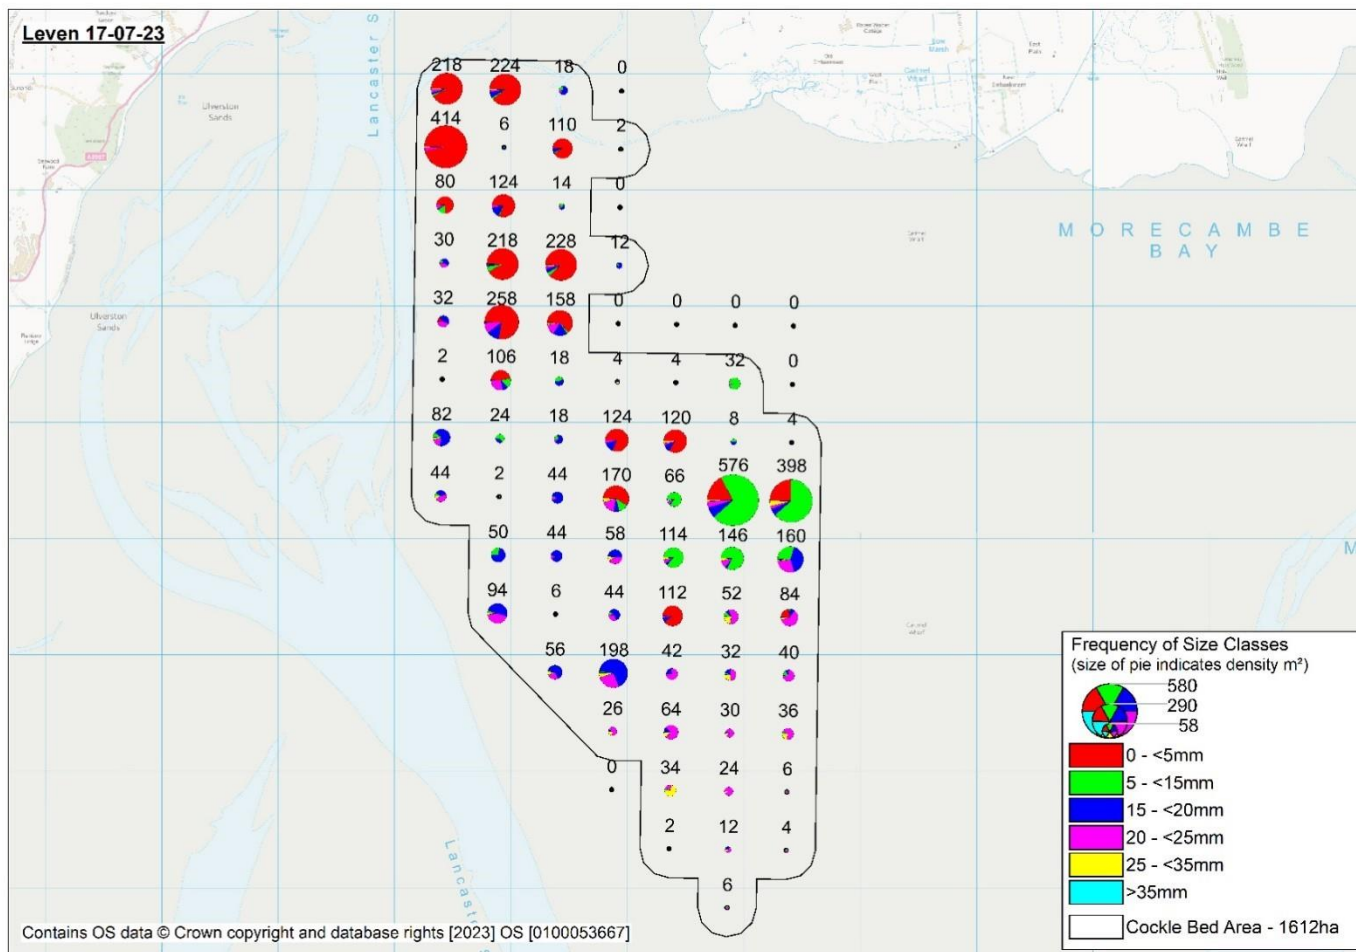 Leven 17-07-23
Lancaster S
Ulverston
Sands
Cartmel
Wharf
218 224 18 0
414 6 110 2
80 124 14 0
MORECAMBE
BAY
30 218 228 12
32 258 158 0 0 0 0
Ulverston
Sands
2 106 18 4 4 32 0
82 24 18 124 120 8 4
44 2 44 170 66 576 398
50 44 58 114 146 160
M
94 6 44 112 52 84
56 198 42 32 40
26 64 30 36
0 34 24 6
2 12 4
6
Lancaster
Frequency of Size Classes
(size of pie indicates density m²)
580
290
58
0 - <5mm
5 - <15mm
15 - <20mm
20 - <25mm
25 - <35mm
>35mm
Cockle Bed Area - 1612ha
Contains OS data © Crown copyright and database rights [2023] OS [0100053667]